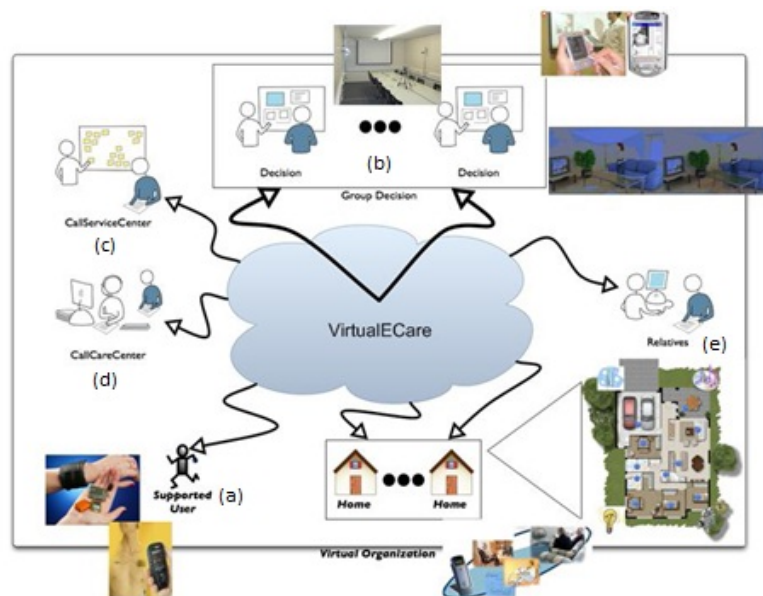 (b)
Decision
Decision
Group Decision
CallServiceCenter
(c)
VirtualECare
Relatives
(e)
CallCareCenter
(d)
Supported
User
(a)
Home
Home
Virtual Organization